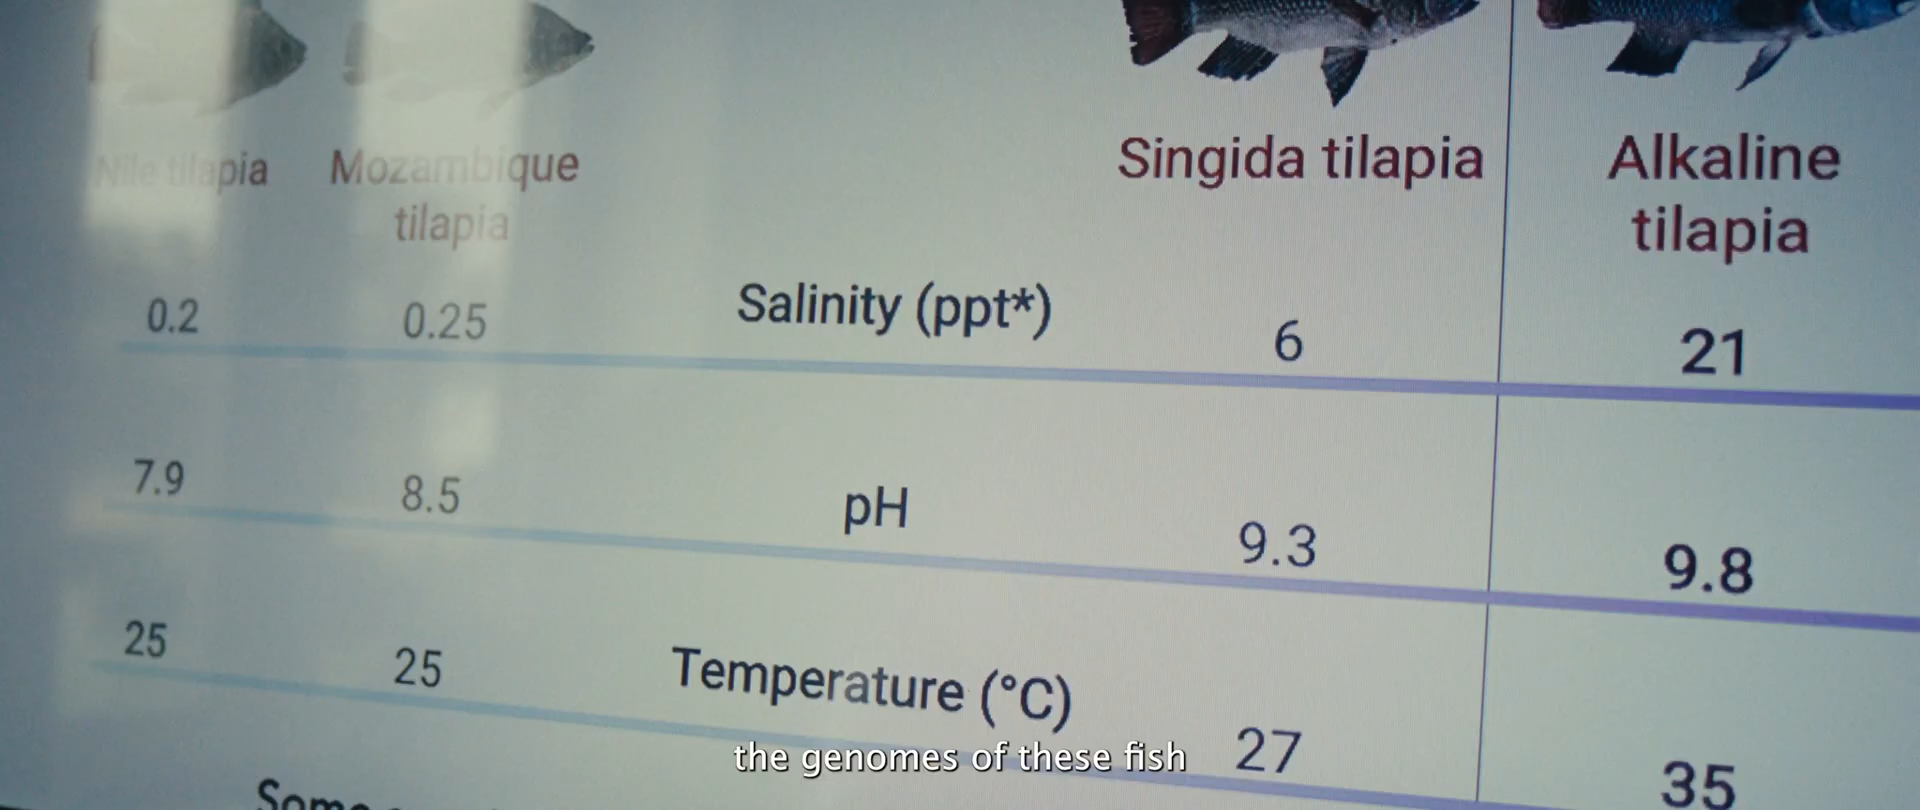 Nile tilapia
Mozambique
tilapia
Singida tilapia
Alkaline
tilapia
0.2
0.25
Salinity (ppt*)
6
21
7.9
8.5
pH
9.3
9.8
25
25
Temperature (°C)
27
35
the genomes of these fish